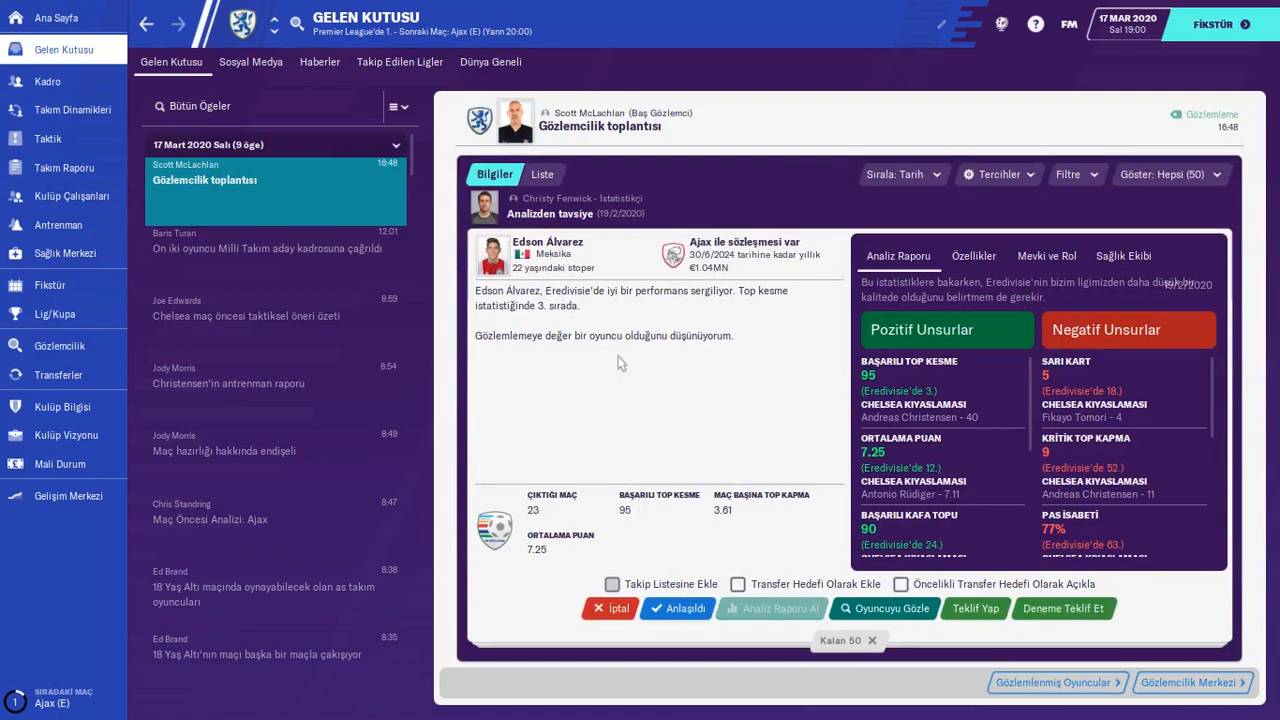 Ana Sayfa
Gelen Kutusu
Kadro
Takım Dinamikleri
Taktik
Takım Raporu
Kulüp Çalışanları
Antrenman
Sağlık Merkezi
Fikstür
Lig/Kupa
Gözlemcilik
Transferler
Kulüp Bilgisi
Kulüp Vizyonu
Mali Durum
Gelişim Merkezi
1
SIRADAKİ MAÇ
Ajax (E)
GELEN KUTUSU
Premier League'de 1. - Sonraki Maç: Ajax (E) (Yarın 20:00)
?
FM
17 MAR 2020
Sal 19:00
FİKSTÜR
Gelen Kutusu
Sosyal Medya
Haberler
Takip Edilen Ligler
Dünya Geneli
Bütün Ögeler
17 Mart 2020 Salı (9 öge)
Scott McLachlan 16:48
Gözlemcilik toplantısı
Baris Turan 12:01
On iki oyuncu Milli Takım aday kadrosuna çağrıldı
Joe Edwards 8:59
Chelsea maç öncesi taktiksel öneri özeti
Jody Morris 8:54
Christensen'in antrenman raporu
Jody Morris 8:49
Maç hazırlığı hakkında endişeli
Chris Standring 8:47
Maç Öncesi Analizi: Ajax
Ed Brand 8:38
18 Yaş Altı maçında oynayabilecek olan as takım
oyuncuları
Ed Brand 8:35
18 Yaş Altı'nın maçı başka bir maçla çakışıyor
Scott McLachlan (Baş Gözlemci)
Gözlemcilik toplantısı
Gözlemleme
16:48
Bilgiler
Liste
Sırala: Tarih
Tercihler
Filtre
Göster: Hepsi (50)
Christy Fenwick - İstatistikçi
Analizden tavsiye (19/2/2020)
Edson Álvarez
Meksika
22 yaşındaki stoper
Ajax ile sözleşmesi var
30/6/2024 tarihine kadar yıllık
€1.04MN
Edson Álvarez, Eredivisie'de iyi bir performans sergiliyor. Top kesme
istatistiğinde 3. sırada.
Gözlemlemeye değer bir oyuncu olduğunu düşünüyorum.
ÇIKTIĞI MAÇ
23
BAŞARILI TOP KESME
95
MAÇ BAŞINA TOP KAPMA
3.61
ORTALAMA PUAN
7.25
Analiz Raporu
Özellikler
Mevki ve Rol
Sağlık Ekibi
Bu istatistiklere bakarken, Eredivisie'nin bizim ligimizden daha düşük bir
kalitede olduğunu belirtmem de gerekir.
19/2/2020
Pozitif Unsurlar
BAŞARILI TOP KESME
95
(Eredivisie'de 3.)
CHELSEA KIYASLAMASI
Andreas Christensen - 40
ORTALAMA PUAN
7.25
(Eredivisie'de 12.)
CHELSEA KIYASLAMASI
Antonio Rüdiger - 7.11
BAŞARILI KAFA TOPU
90
(Eredivisie'de 24.)
CHELSEA KIYASLAMASI
Negatif Unsurlar
SARI KART
5
(Eredivisie'de 18.)
CHELSEA KIYASLAMASI
Fikayo Tomori - 4
KRİTİK TOP KAPMA
9
(Eredivisie'de 52.)
CHELSEA KIYASLAMASI
Andreas Christensen - 11
PAS İSABETİ
77%
(Eredivisie'de 63.)
CHELSEA KIYASLAMASI
Takip Listesine Ekle
Transfer Hedefi Olarak Ekle
Öncelikli Transfer Hedefi Olarak Açıkla
İptal
Anlaşıldı
Analiz Raporu Al
Oyuncuyu Gözle
Teklif Yap
Deneme Teklif Et
Kalan 50
Gözlemlenmiş Oyuncular
Gözlemcilik Merkezi